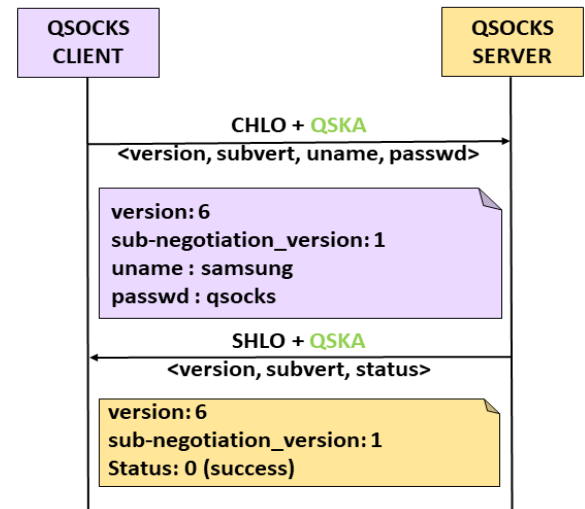 QSOCKS
CLIENT
QSOCKS
SERVER
CHLO + QSKA
<version, subvert, uname, passwd>
version: 6
sub-negotiation_version: 1
uname : samsung
passwd : qsocks
SHLO + QSKA
<version, subvert, status>
version: 6
sub-negotiation_version: 1
Status: 0 (success)